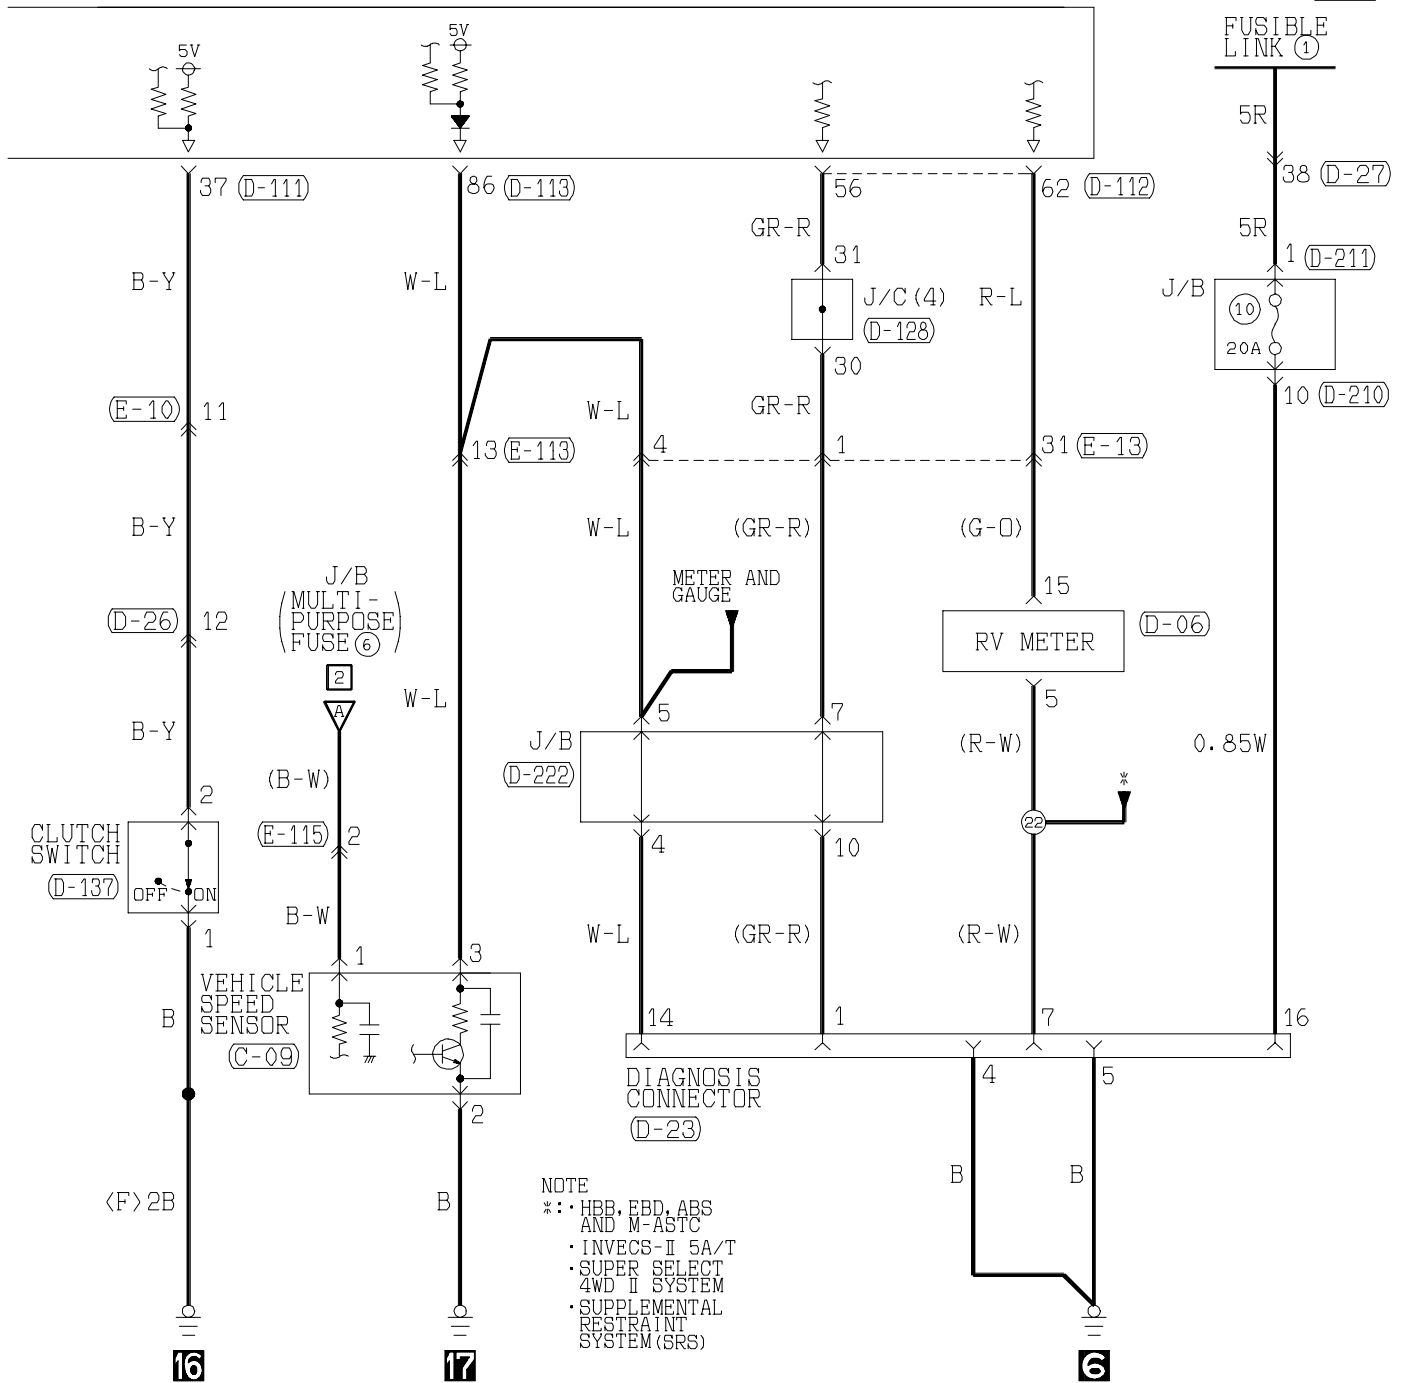 FUSIBLE
LINK 1
5V
5V
5R
37 (D-111)
86 (D-113)
56
62 (D-112)
38 (D-27)
GR-R
5R
31
1 (D-211)
B-Y
W-L
J/C(4)
(D-128)
R-L
J/B
10
20A
30
10 (D-210)
(E-10) 11
W-L
GR-R
13 (E-113)
4
1
31 (E-13)
B-Y
W-L
(GR-R)
(G-O)
J/B
(MULTI-
PURPOSE
FUSE 6)
METER AND
GAUGE
15
(D-26) 12
RV METER
(D-06)
2
A
W-L
5
5
7
B-Y
J/B
(D-222)
(R-W)
0.85W
(B-W)
*
2
(E-115) 2
22
CLUTCH
SWITCH
(D-137)
OFF ON
4
10
B-W
W-L
(GR-R)
(R-W)
1
1
3
VEHICLE
SPEED
SENSOR
(C-09)
B
14
1
7
16
DIAGNOSIS
CONNECTOR
(D-23)
4
5
2
<F>2B
B
B
B
NOTE
*:·HBB, EBD, ABS
AND M-ASTC
·INVECS-Ⅱ 5A/T
·SUPER SELECT
4WD Ⅱ SYSTEM
·SUPPLEMENTAL
RESTRAINT
SYSTEM(SRS)
16
17
6